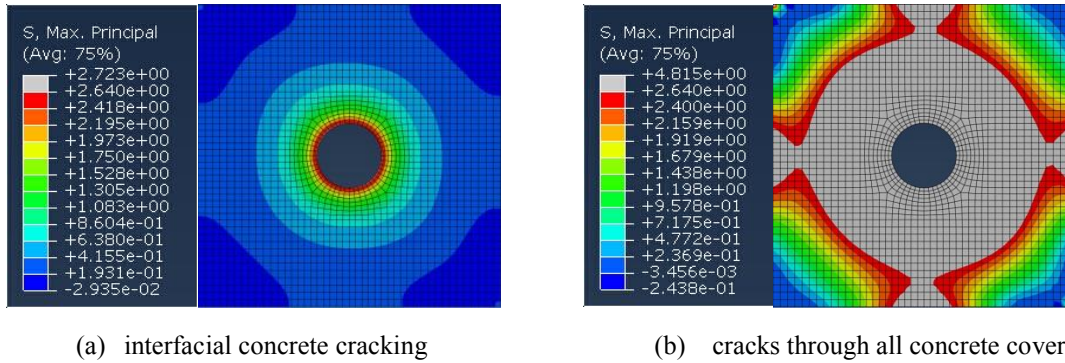 S, Max. Principal
(Avg: 75%)
+2.723e+00
+2.640e+00
+2.418e+00
+2.195e+00
+1.973e+00
+1.750e+00
+1.528e+00
+1.305e+00
+1.083e+00
+8.604e-01
+6.380e-01
+4.155e-01
+1.931e-01
-2.935e-02
S, Max. Principal
(Avg: 75%)
+4.815e+00
+2.640e+00
+2.400e+00
+2.159e+00
+1.919e+00
+1.679e+00
+1.438e+00
+1.198e+00
+9.578e-01
+7.175e-01
+4.772e-01
+2.369e-01
-3.456e-03
-2.438e-01
(a) interfacial concrete cracking
(b) cracks through all concrete cover